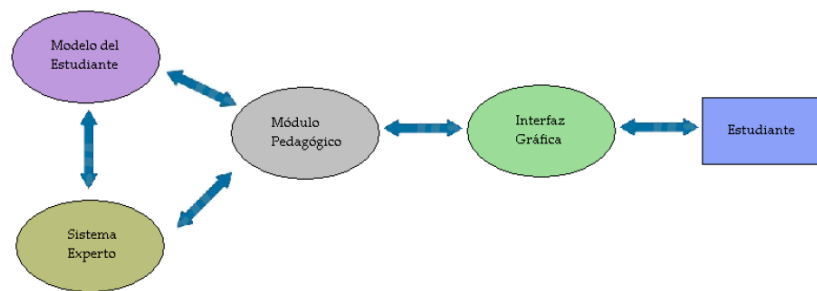 Modelo del
Estudiante
Módulo
Pedagógico
Interfaz
Gráfica
Estudiante
Sistema
Experto